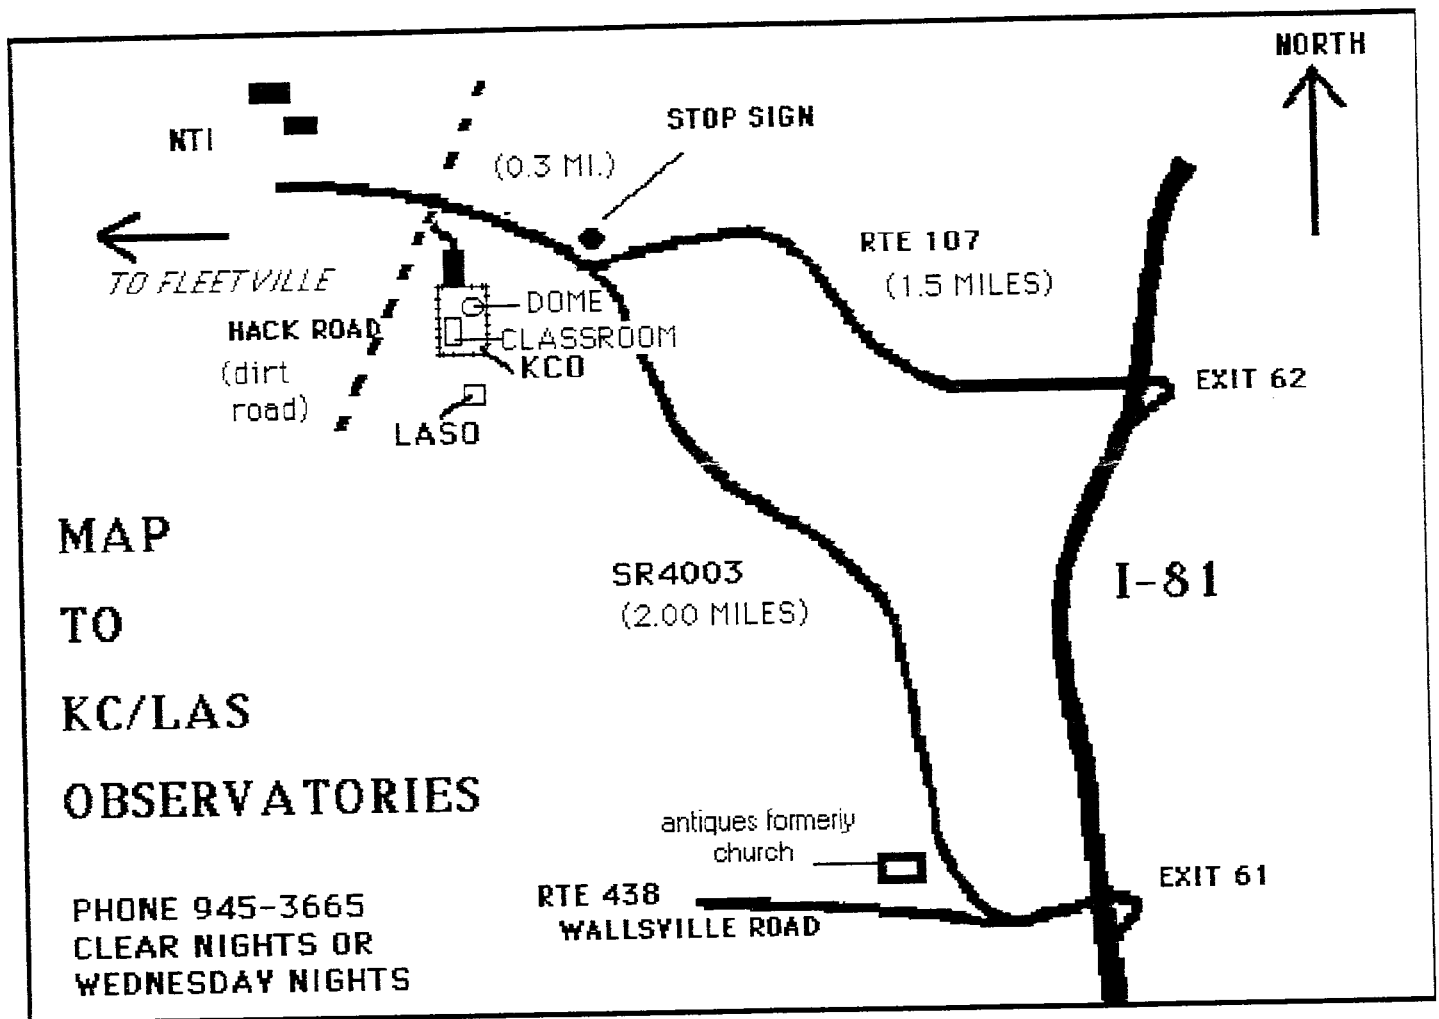 NORTH
STOP SIGN
NTI
(0.3 MI.)
RTE 107
(1.5 MILES)
TO FLEETVILLE
DOME
HACK ROAD
CLASSROOM
KCO
(dirt
road)
EXIT 62
LASO
MAP
TO
KC/LAS
OBSERVATORIES
SR4003
(2.00 MILES)
I-81
antiques formerly
church
EXIT 61
RTE 438
WALLSVILLE ROAD
PHONE 945-3665
CLEAR NIGHTS OR
WEDNESDAY NIGHTS